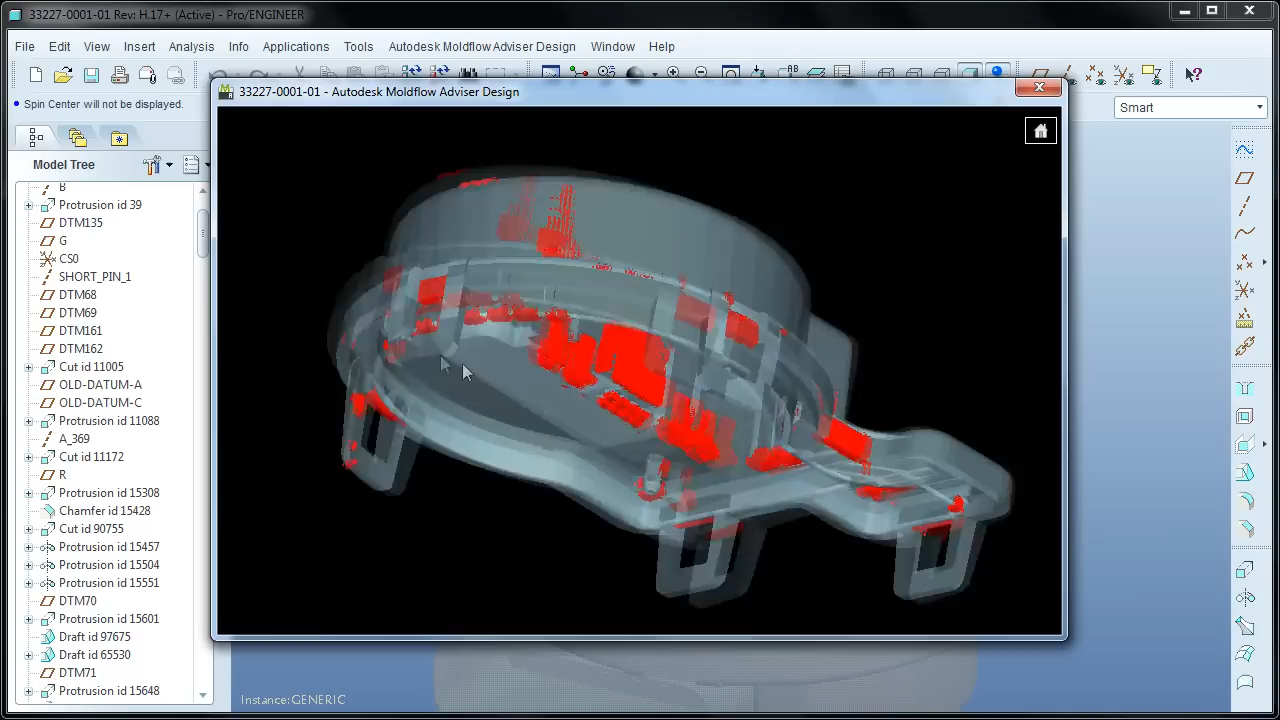 33227-0001-01 Rev: H.17+ (Active) - Pro/ENGINEER
File Edit View Insert Analysis Info Applications Tools Autodesk Moldflow Adviser Design Window Help
Spin Center will not be displayed.
33227-0001-01 - Autodesk Moldflow Adviser Design
Smart
Model Tree
B
Protrusion id 39
DTM135
G
CS0
SHORT_PIN_1
DTM68
DTM69
DTM161
DTM162
Cut id 11005
OLD-DATUM-A
OLD-DATUM-C
Protrusion id 11088
A_369
Cut id 11172
R
Protrusion id 15308
Chamfer id 15428
Cut id 90755
Protrusion id 15457
Protrusion id 15504
Protrusion id 15551
DTM70
Protrusion id 15601
Draft id 97675
Draft id 65530
DTM71
Protrusion id 15648
Instance:GENERIC